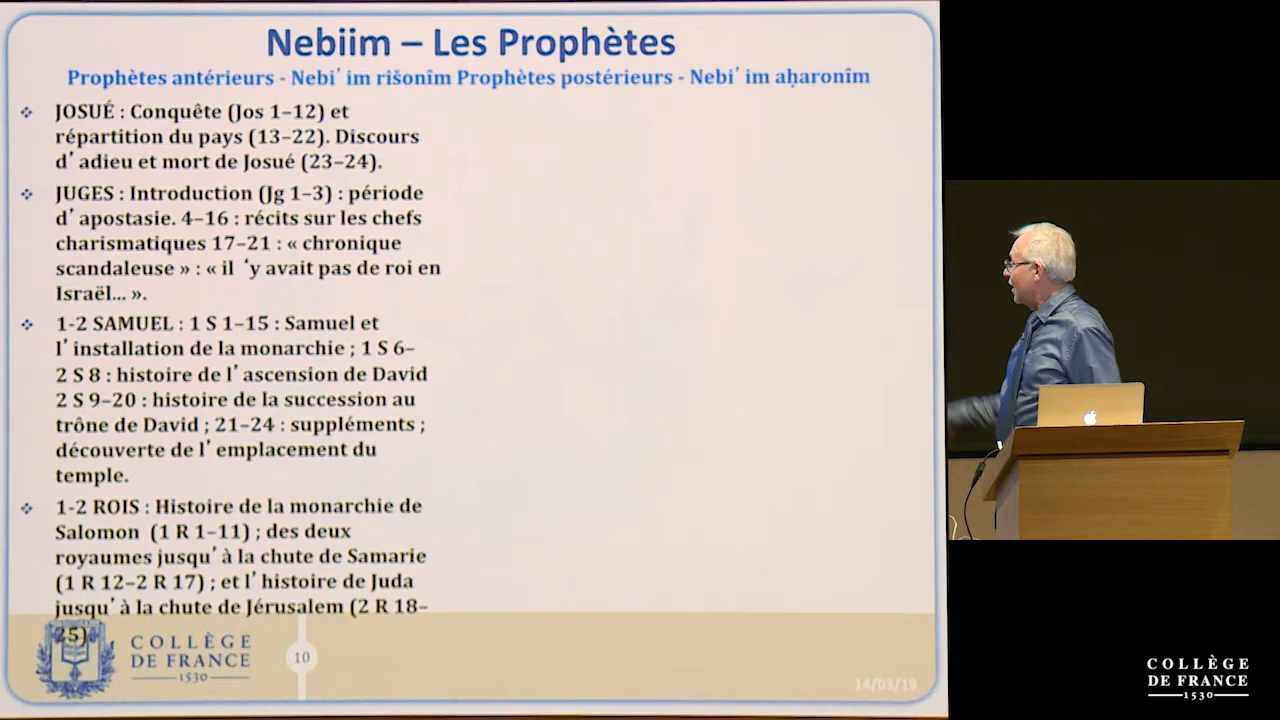 Nebiim – Les Prophètes
Prophètes antérieurs - Nebi’ im rišonîm Prophètes postérieurs - Nebi’ im aḥaronîm
❖ JOSUÉ : Conquête (Jos 1–12) et
répartition du pays (13–22). Discours
d’ adieu et mort de Josué (23–24).
❖ JUGES : Introduction (Jg 1–3) : période
d’ apostasie. 4–16 : récits sur les chefs
charismatiques 17–21 : « chronique
scandaleuse » : « il ‘y avait pas de roi en
Israël... ».
❖ 1-2 SAMUEL : 1 S 1–15 : Samuel et
l’ installation de la monarchie ; 1 S 6–
2 S 8 : histoire de l’ ascension de David
2 S 9–20 : histoire de la succession au
trône de David ; 21–24 : suppléments ;
découverte de l’ emplacement du
temple.
❖ 1-2 ROIS : Histoire de la monarchie de
Salomon (1 R 1–11) ; des deux
royaumes jusqu’ à la chute de Samarie
(1 R 12–2 R 17) ; et l’ histoire de Juda
jusqu’ à la chute de Jérusalem (2 R 18–
25).
COLLÈGE
DE FRANCE
1530
10
14/03/19
COLLÈGE
DE FRANCE
1530